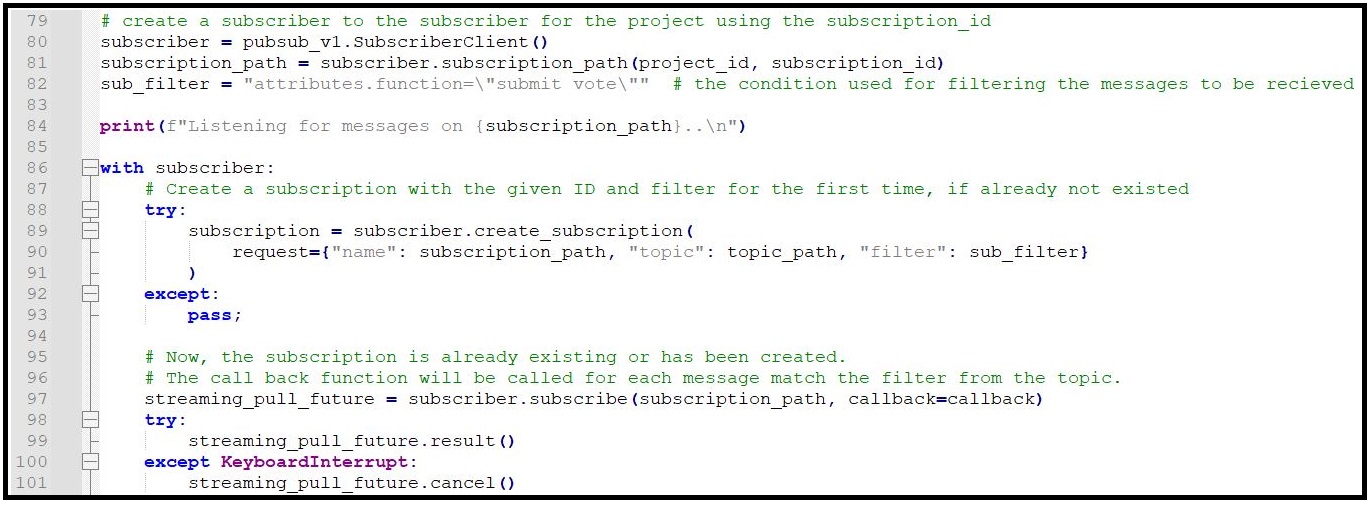 79 # create a subscriber to the subscriber for the project using the subscription_id
80 subscriber = pubsub_v1.SubscriberClient()
81 subscription_path = subscriber.subscription_path(project_id, subscription_id)
82 sub_filter = "attributes.function=\"submit vote\"" # the condition used for filtering the messages to be recieved
83
84 print(f"Listening for messages on {subscription_path}..\n")
85
86 with subscriber:
87 # Create a subscription with the given ID and filter for the first time, if already not existed
88 try:
89 subscription = subscriber.create_subscription(
90 request={"name": subscription_path, "topic": topic_path, "filter": sub_filter}
91 )
92 except:
93 pass;
94
95 # Now, the subscription is already existing or has been created.
96 # The call back function will be called for each message match the filter from the topic.
97 streaming_pull_future = subscriber.subscribe(subscription_path, callback=callback)
98 try:
99 streaming_pull_future.result()
100 except KeyboardInterrupt:
101 streaming_pull_future.cancel()